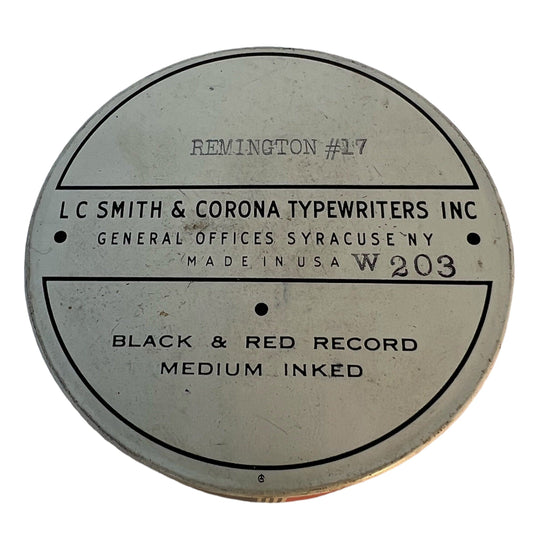 REMINGTON #17
L C SMITH & CORONA TYPEWRITERS INC
GENERAL OFFICES SYRACUSE NY
MADE IN USA W 203
BLACK & RED RECORD
MEDIUM INKED